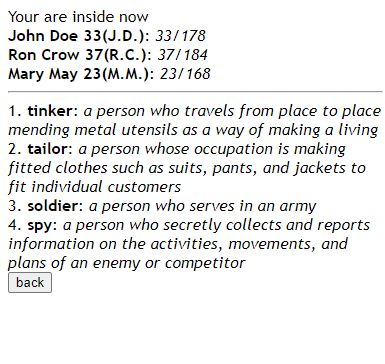 Your are inside now
John Doe 33(J.D.): 33/178
Ron Crow 37(R.C.): 37/184
Mary May 23(M.M.): 23/168
1. tinker: a person who travels from place to place
mending metal utensils as a way of making a living
2. tailor: a person whose occupation is making
fitted clothes such as suits, pants, and jackets to
fit individual customers
3. soldier: a person who serves in an army
4. spy: a person who secretly collects and reports
information on the activities, movements, and
plans of an enemy or competitor
back